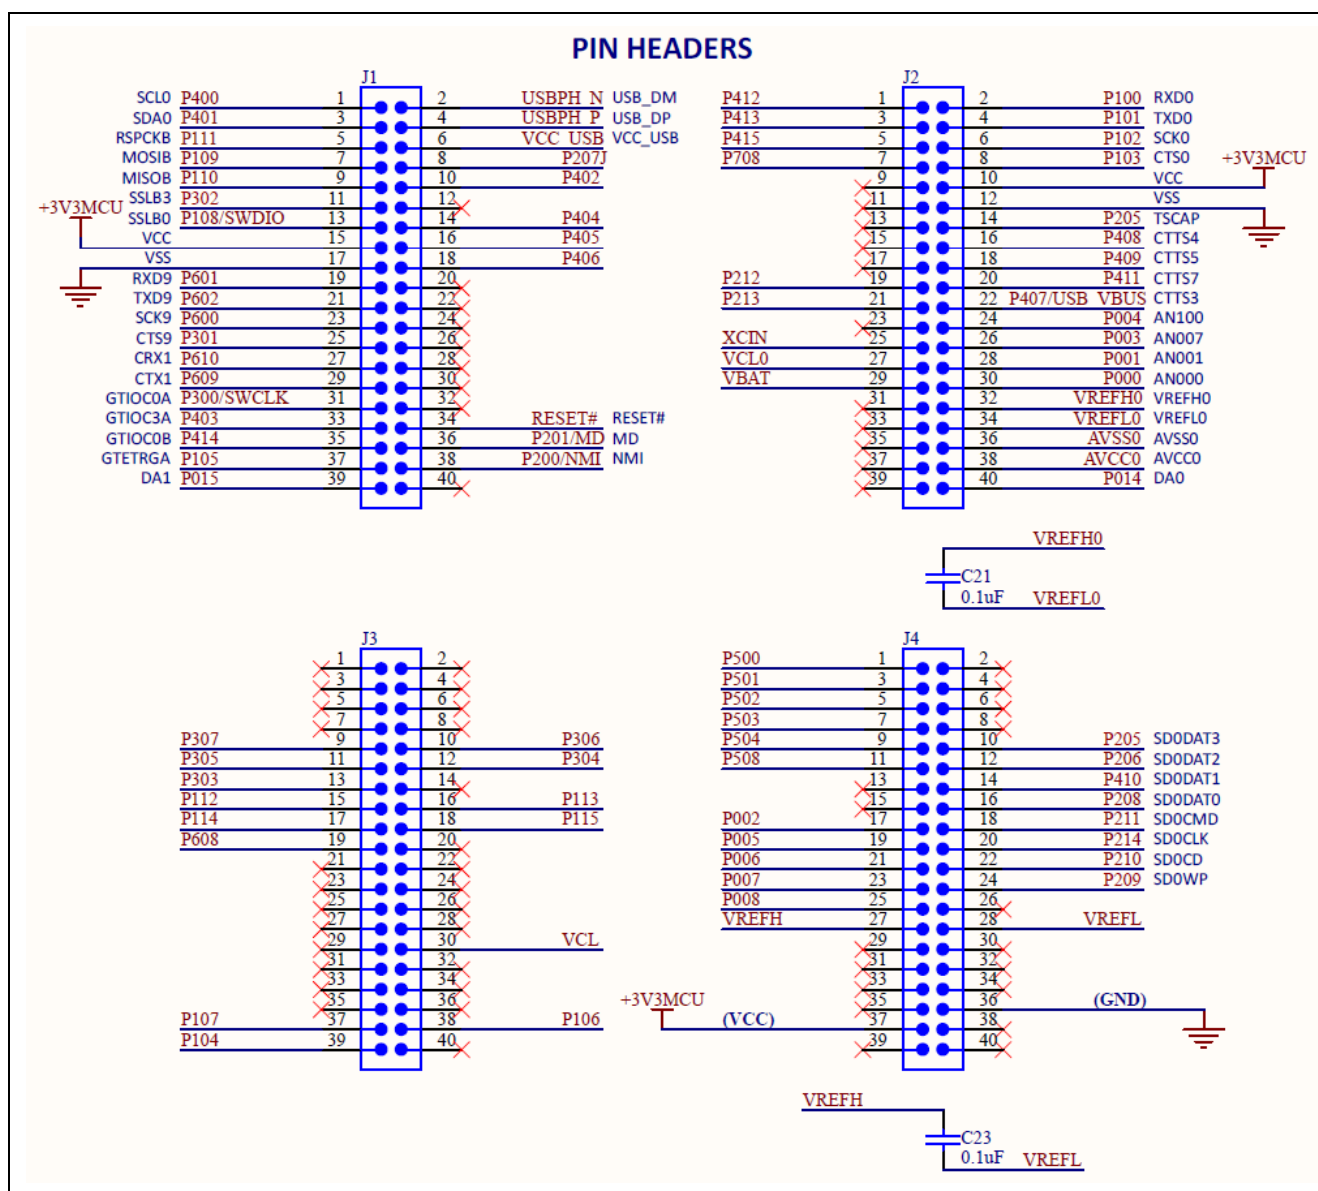 PIN HEADERS
J1
SCL0 P400 1 2 USBPH_N USB_DM
SDA0 P401 3 4 USBPH_P USB_DP
RSPCKB P111 5 6 VCC_USB VCC_USB
MOSIB P109 7 8 P207J
MISOB P110 9 10 P402
SSLB3 P302 11 12
+3V3MCU
SSLB0 P108/SWDIO 13 14 P404
VCC 15 16 P405
VSS 17 18 P406
RXD9 P601 19 20
TXD9 P602 21 22
SCK9 P600 23 24
CTS9 P301 25 26
CRX1 P610 27 28
CTX1 P609 29 30
GTIOC0A P300/SWCLK 31 32
GTIOC3A P403 33 34 RESET# RESET#
GTIOC0B P414 35 36 P201/MD MD
GTETRGA P105 37 38 P200/NMI NMI
DA1 P015 39 40
J2
P412 1 2 P100 RXD0
P413 3 4 P101 TXD0
P415 5 6 P102 SCK0
P708 7 8 P103 CTS0
+3V3MCU
9 10 VCC
11 12 VSS
13 14 P205 TSCAP
15 16 P408 CTTS4
17 18 P409 CTTS5
P212 19 20 P411 CTTS7
P213 21 22 P407/USB_VBUS CTTS3
23 24 P004 AN100
XCIN 25 26 P003 AN007
VCL0 27 28 P001 AN001
VBAT 29 30 P000 AN000
31 32 VREFH0 VREFH0
33 34 VREFL0 VREFL0
35 36 AVSS0 AVSS0
37 38 AVCC0 AVCC0
39 40 P014 DA0
VREFH0
C21
0.1uF VREFL0
J3
1 2
3 4
5 6
7 8
P307 9 10 P306
P305 11 12 P304
P303 13 14
P112 15 16 P113
P114 17 18 P115
P608 19 20
21 22
23 24
25 26
27 28
29 30 VCL
31 32
33 34
35 36
P107 37 38 P106
P104 39 40
J4
P500 1 2
P501 3 4
P502 5 6
P503 7 8
P504 9 10 P205 SD0DAT3
P508 11 12 P206 SD0DAT2
13 14 P410 SD0DAT1
15 16 P208 SD0DAT0
P002 17 18 P211 SD0CMD
P005 19 20 P214 SD0CLK
P006 21 22 P210 SD0CD
P007 23 24 P209 SD0WP
P008 25 26
VREFH 27 28 VREFL
29 30
31 32
33 34
+3V3MCU
35 36 (GND)
(VCC) 37 38
39 40
VREFH
C23
0.1uF VREFL